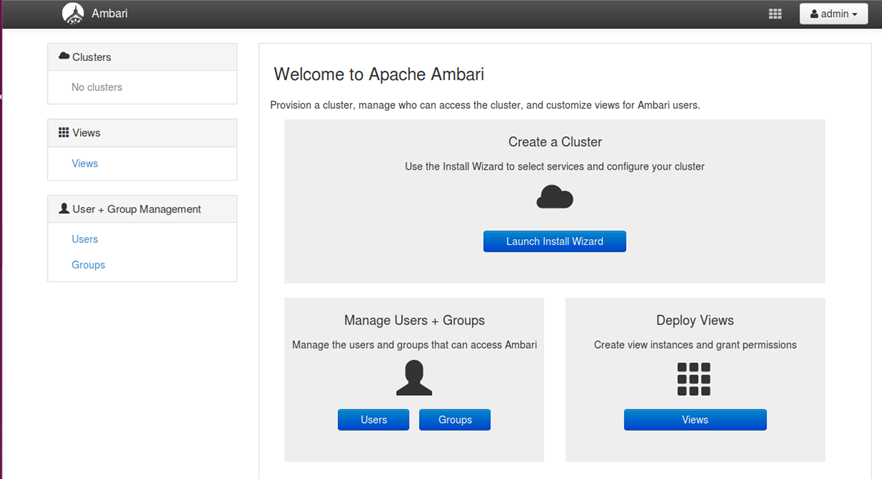 Ambari
admin
Clusters
No clusters
Views
Views
User + Group Management
Users
Groups
Welcome to Apache Ambari
Provision a cluster, manage who can access the cluster, and customize views for Ambari users.
Create a Cluster
Use the Install Wizard to select services and configure your cluster
Launch Install Wizard
Manage Users + Groups
Manage the users and groups that can access Ambari
Users
Groups
Deploy Views
Create view instances and grant permissions
Views